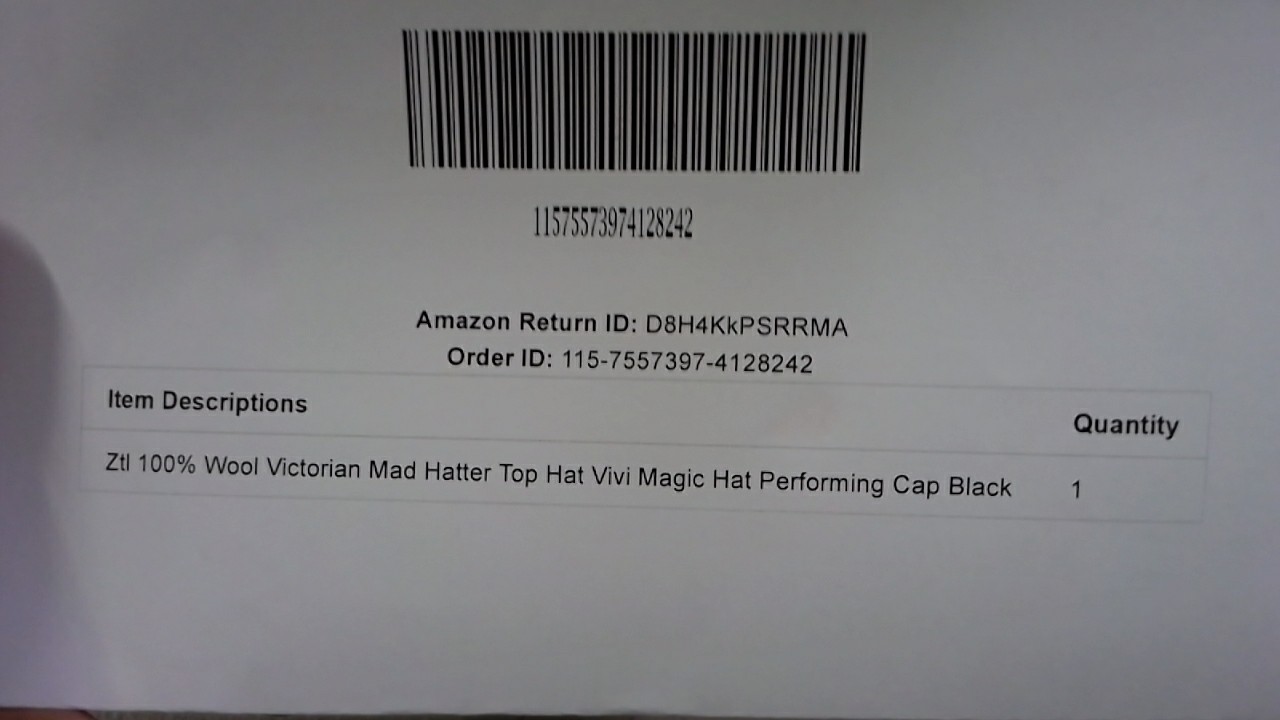 11575573974128242
Amazon Return ID: D8H4KkPSRRMA
Order ID: 115-7557397-4128242
Item Descriptions Quantity
Ztl 100% Wool Victorian Mad Hatter Top Hat Vivi Magic Hat Performing Cap Black 1